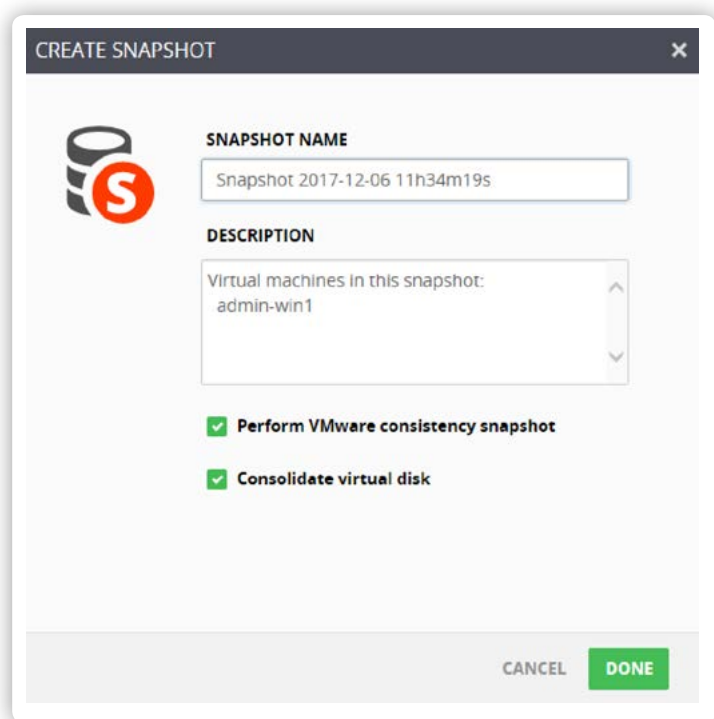 CREATE SNAPSHOT
SNAPSHOT NAME
Snapshot 2017-12-06 11h34m19s
S
DESCRIPTION
Virtual machines in this snapshot:
admin-win1
Perform VMware consistency snapshot
Consolidate virtual disk
CANCEL
DONE